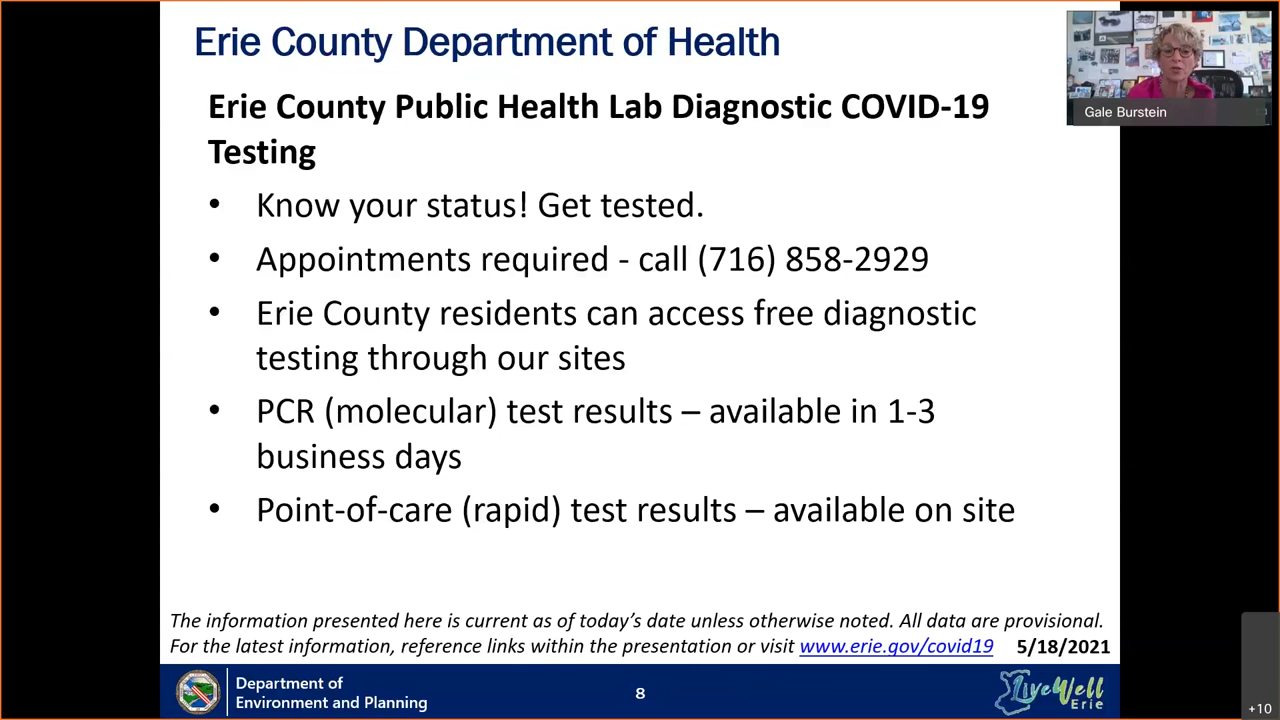 Erie County Department of Health
Gale Burstein
Erie County Public Health Lab Diagnostic COVID-19
Testing
• Know your status! Get tested.
• Appointments required - call (716) 858-2929
• Erie County residents can access free diagnostic
testing through our sites
• PCR (molecular) test results – available in 1-3
business days
• Point-of-care (rapid) test results – available on site
The information presented here is current as of today's date unless otherwise noted. All data are provisional.
For the latest information, reference links within the presentation or visit www.erie.gov/covid19 5/18/2021
Department of
Environment and Planning
8
LiveWell
Erie
+10